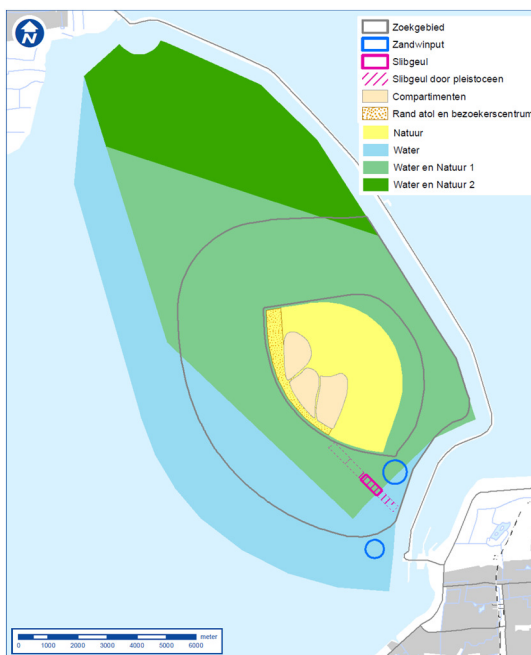 N
Zoekgebied
Zandwinput
Slibgeul
Slibgeul door pleistoceen
Compartimenten
Rand atol en bezoekerscentrum
Natuur
Water
Water en Natuur 1
Water en Natuur 2
meter
0 1000 2000 3000 4000 5000 6000